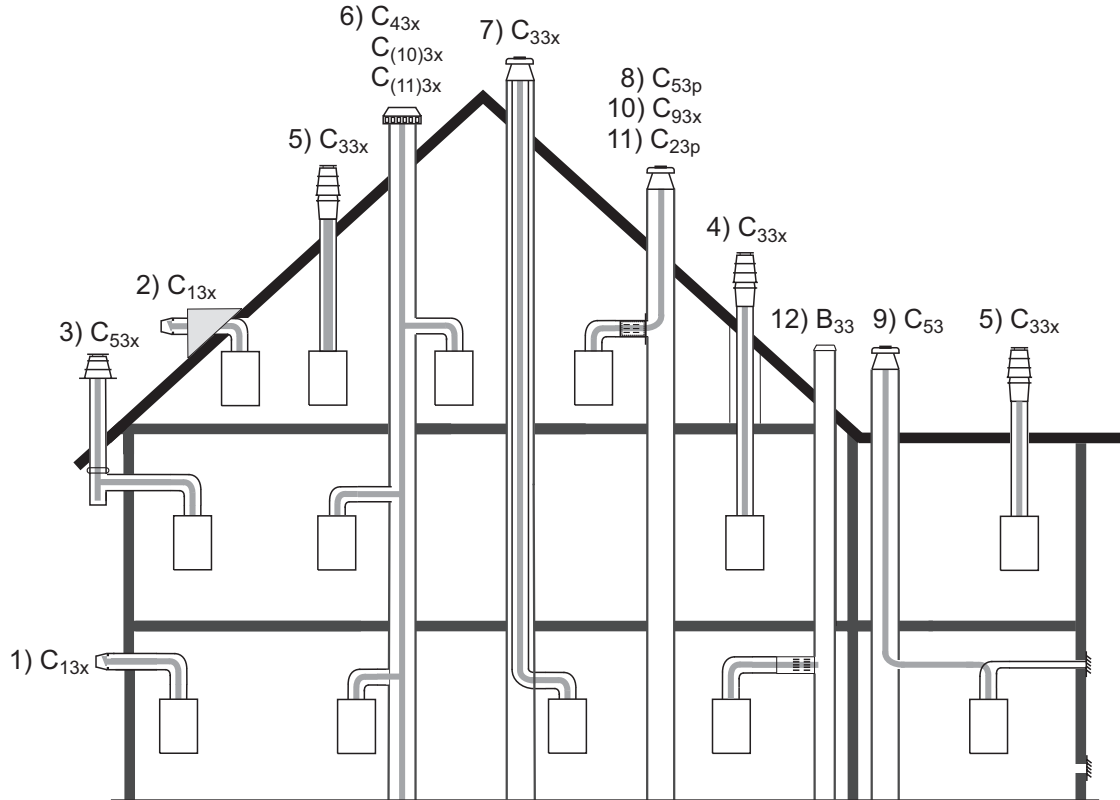 6) C43x
C(10)3x
C(11)3x
7) C33x
8) C53p
10) C93x
11) C23p
5) C33x
4) C33x
2) C13x
3) C53x
12) B33
9) C53
5) C33x
1) C13x